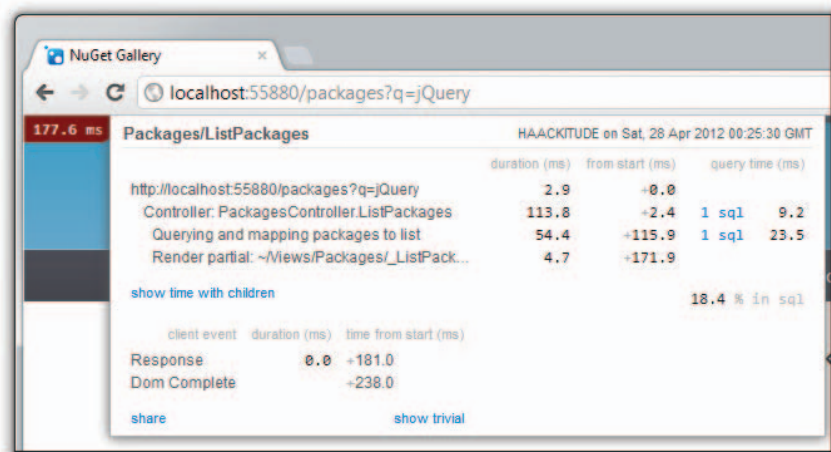 NuGet Gallery ×
localhost:55880/packages?q=jQuery
177.6 ms
Packages/ListPackages HAACKITUDE on Sat, 28 Apr 2012 00:25:30 GMT
duration (ms) from start (ms) query time (ms)
http://localhost:55880/packages?q=jQuery 2.9 +0.0
Controller: PackagesController.ListPackages 113.8 +2.4 1 sql 9.2
Querying and mapping packages to list 54.4 +115.9 1 sql 23.5
Render partial: ~/Views/Packages/_ListPack... 4.7 +171.9
show time with children 18.4 % in sql
client event duration (ms) time from start (ms)
Response 0.0 +181.0
Dom Complete +238.0
share show trivial